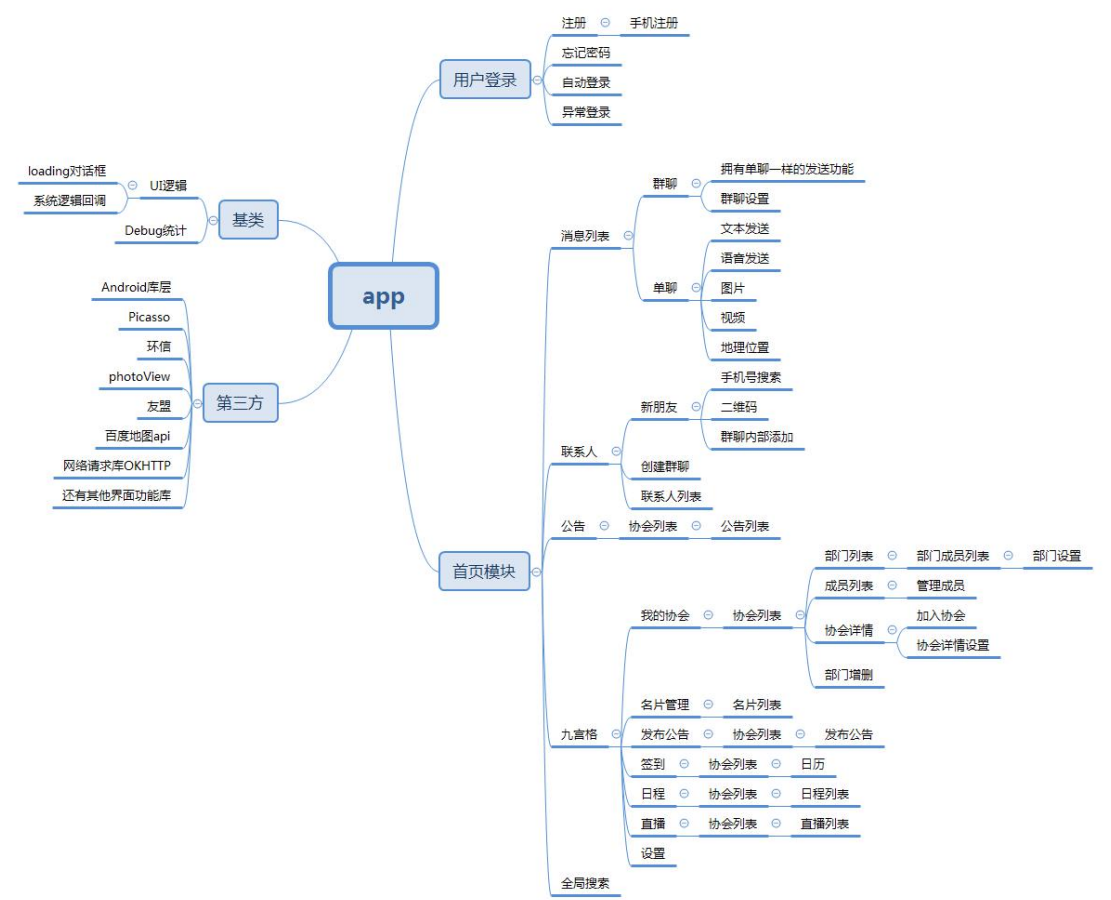 app
用户登录
注册
手机注册
忘记密码
自动登录
异常登录
基类
UI逻辑
loading对话框
系统逻辑回调
Debug统计
第三方
Android库层
Picasso
环信
photoView
友盟
百度地图api
网络请求库OKHTTP
还有其他界面功能库
首页模块
消息列表
群聊
拥有单聊一样的发送功能
群聊设置
单聊
文本发送
语音发送
图片
视频
地理位置
联系人
新朋友
手机号搜索
二维码
群聊内部添加
创建群聊
联系人列表
公告
协会列表
公告列表
九宫格
我的协会
协会列表
部门列表
部门成员列表
部门设置
成员列表
管理成员
协会详情
加入协会
协会详情设置
部门增删
名片管理
名片列表
发布公告
协会列表
发布公告
签到
协会列表
日历
日程
协会列表
日程列表
直播
协会列表
直播列表
设置
全局搜索